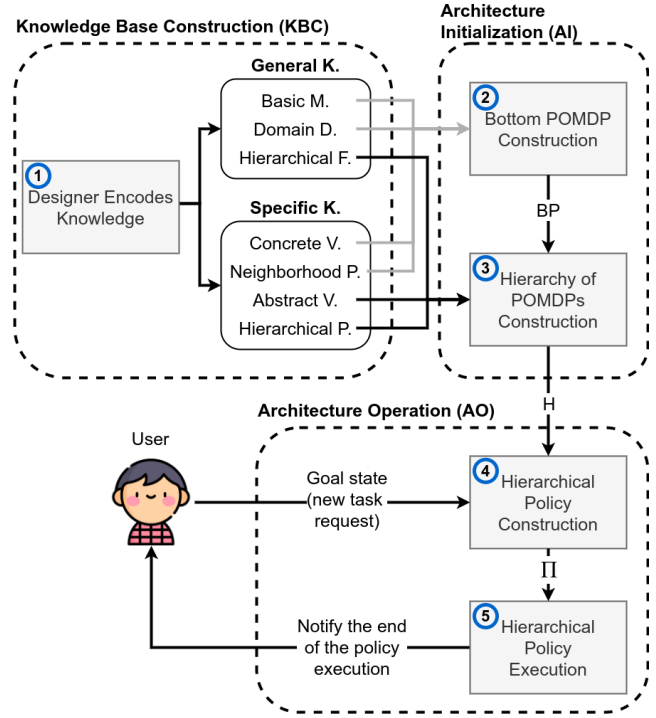 Knowledge Base Construction (KBC)
Architecture
Initialization (AI)
General K.
Basic M.
Domain D.
Hierarchical F.
1
Designer Encodes
Knowledge
Specific K.
Concrete V.
Neighborhood P.
Abstract V.
Hierarchical P.
2
Bottom POMDP
Construction
BP
3
Hierarchy of
POMDPs
Construction
H
Architecture Operation (AO)
User
Goal state
(new task
request)
4
Hierarchical
Policy
Construction
Π
5
Hierarchical
Policy
Execution
Notify the end
of the policy
execution